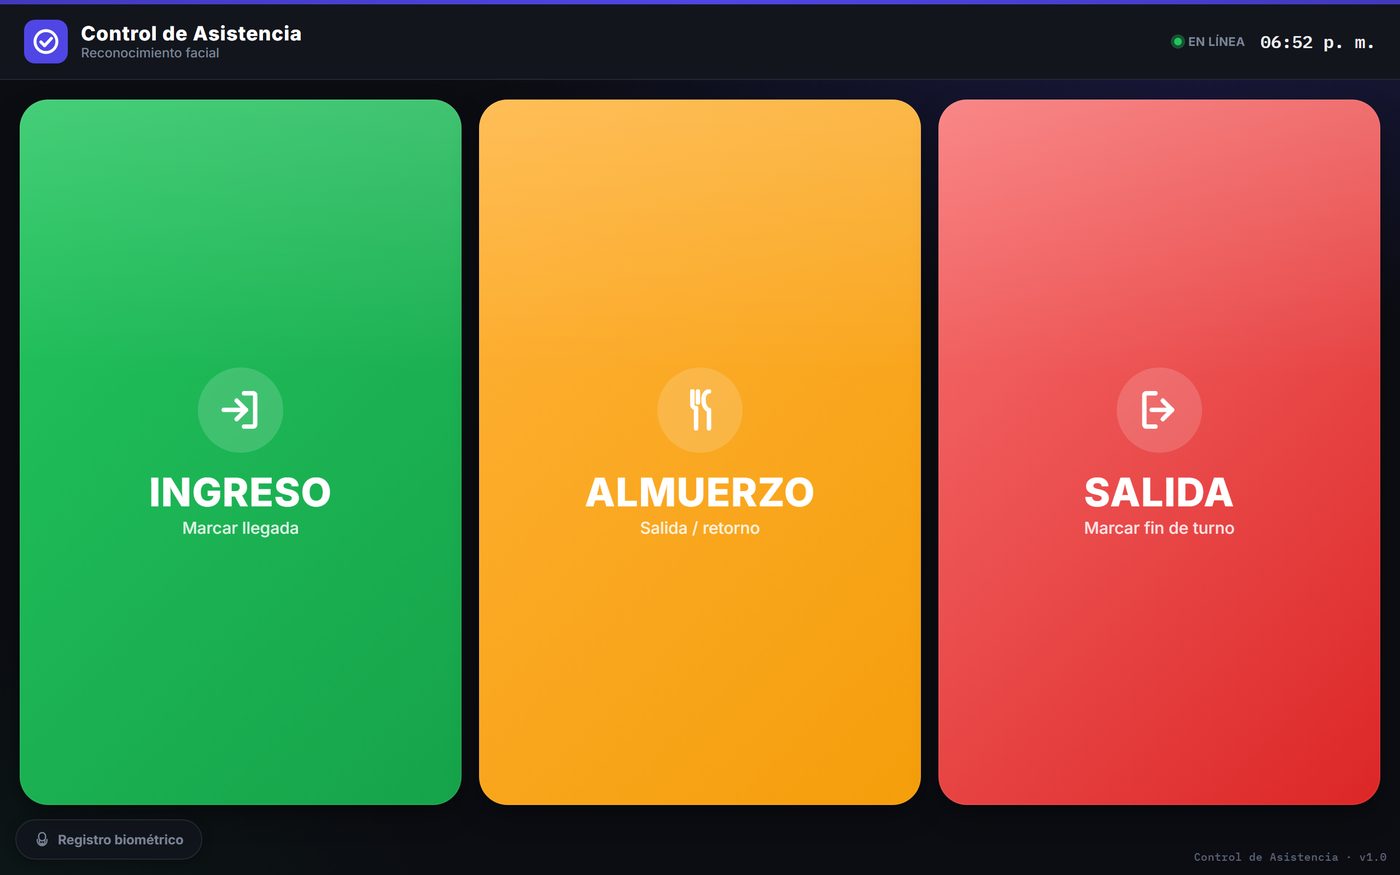 Control de Asistencia
Reconocimiento facial
EN LÍNEA
06:52 p. m.
INGRESO
Marcar llegada
ALMUERZO
Salida / retorno
SALIDA
Marcar fin de turno
Registro biométrico
Control de Asistencia · v1.0